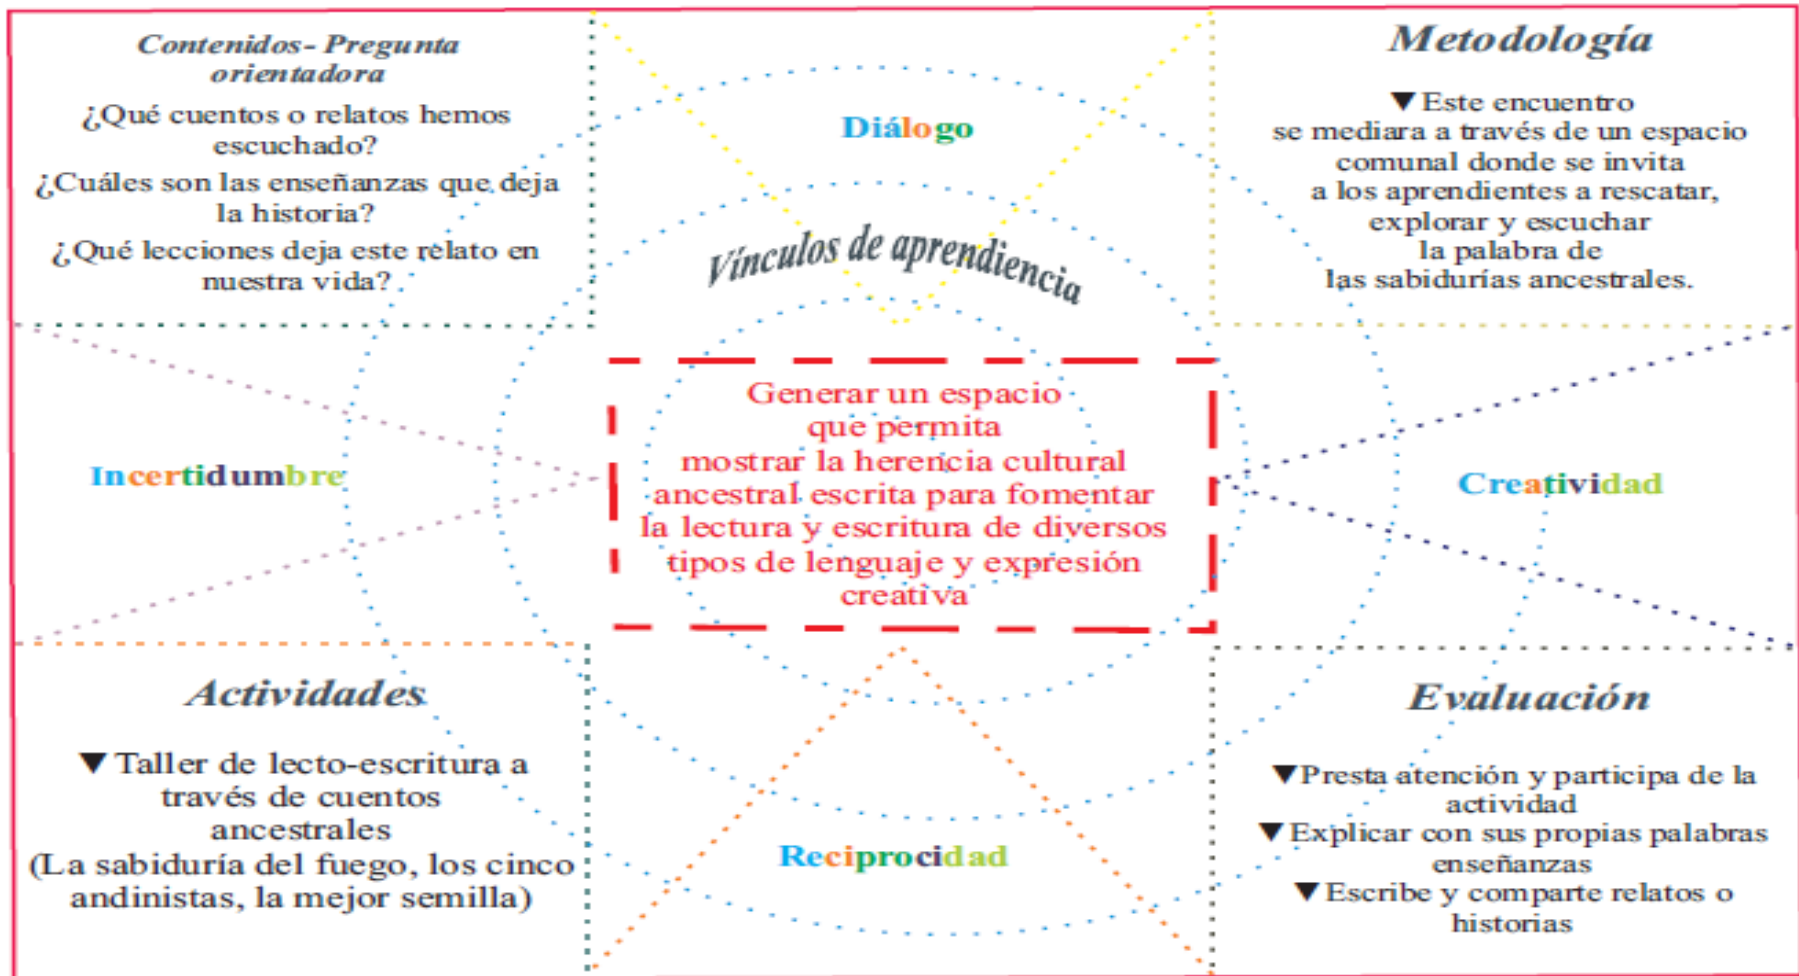 Contenidos- Pregunta
orientadora
¿Qué cuentos o relatos hemos
escuchado?
¿Cuáles son las enseñanzas que deja
la historia?
¿Qué lecciones deja este relato en
nuestra vida?
Diálogo
Metodología
▼Este encuentro
se mediara a través de un espacio
comunal donde se invita
a los aprendientes a rescatar,
explorar y escuchar
la palabra de
las sabidurías ancestrales.
Vínculos de aprendiencia
Incertidumbre
Generar un espacio
que permita
mostrar la herencia cultural
ancestral escrita para fomentar
la lectura y escritura de diversos
tipos de lenguaje y expresión
creativa
Creatividad
Actividades
▼Taller de lecto-escritura a
través de cuentos
ancestrales
(La sabiduría del fuego, los cinco
andinistas, la mejor semilla)
Reciprocidad
Evaluación
▼Presta atención y participa de la
actividad
▼Explicar con sus propias palabras
enseñanzas
▼Escribe y comparte relatos o
historias